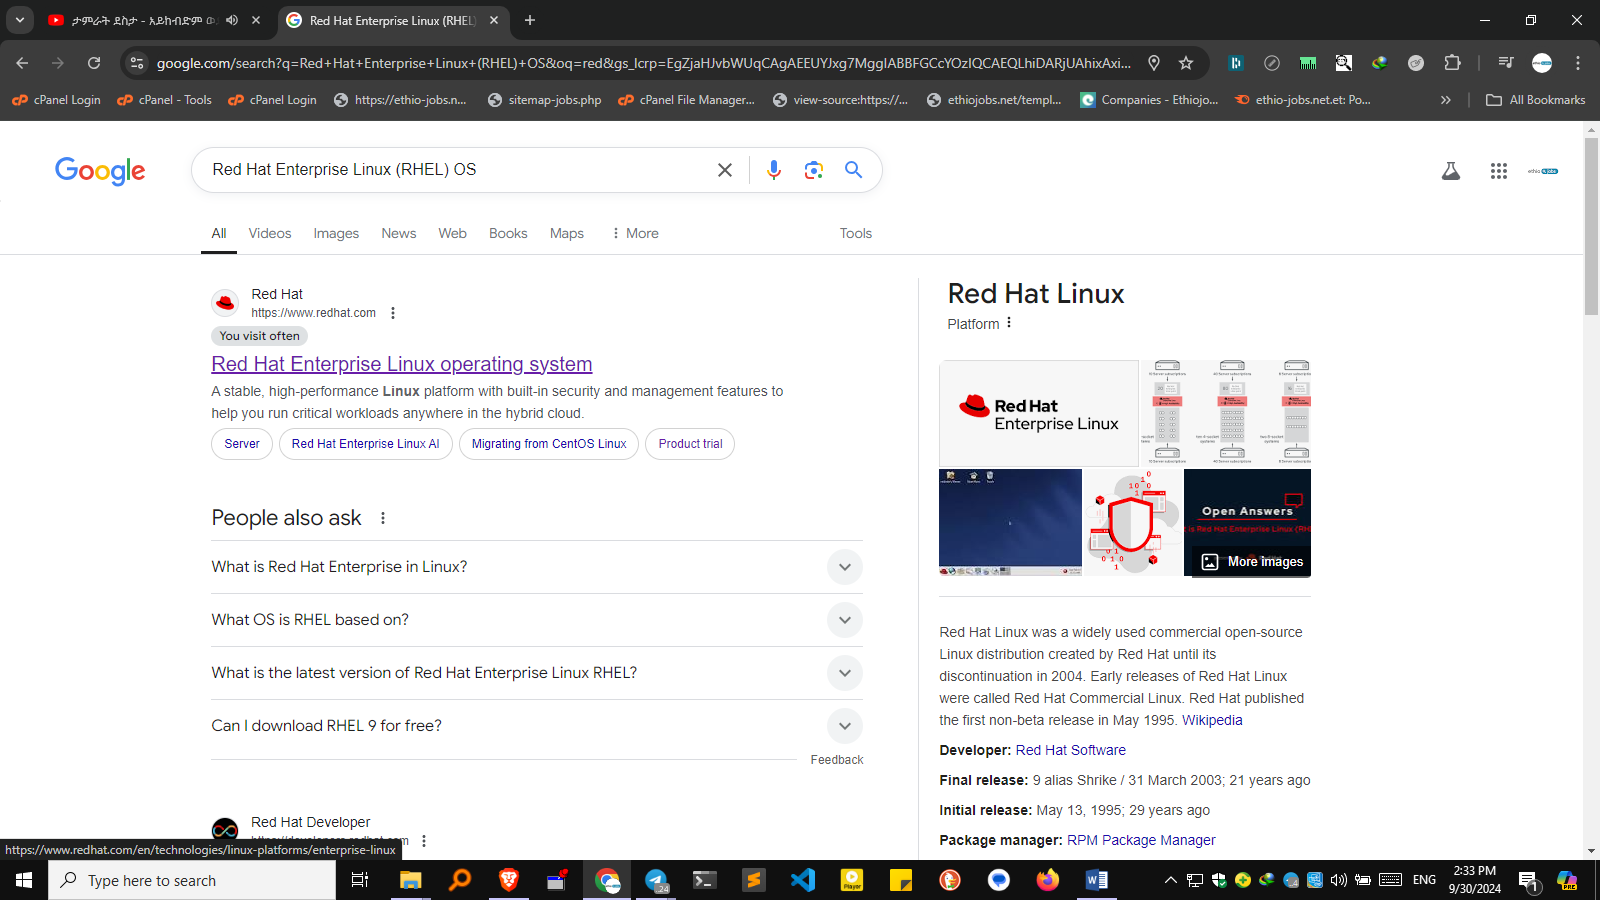 ታምራት ደስታ - አይከብድም
Red Hat Enterprise Linux (RHEL)
google.com/search?q=Red+Hat+Enterprise+Linux+(RHEL)+OS&oq=red&gs_lcrp=EgZjaHJvbWUqCAgAEEUYJxg7MggIABBFGCcYOzIQCAEQLhiDARjUAhixAxi...
cPanel Login
cPanel - Tools
cPanel Login
https://ethio-jobs.n...
sitemap-jobs.php
cPanel File Manager...
view-source:https://...
ethiojobs.net/templ...
Companies - Ethiojo...
ethio-jobs.net.et: Po...
All Bookmarks
Google
Red Hat Enterprise Linux (RHEL) OS
All
Videos
Images
News
Web
Books
Maps
More
Tools
Red Hat
https://www.redhat.com
You visit often
Red Hat Enterprise Linux operating system
A stable, high-performance Linux platform with built-in security and management features to
help you run critical workloads anywhere in the hybrid cloud.
Server
Red Hat Enterprise Linux AI
Migrating from CentOS Linux
Product trial
People also ask
What is Red Hat Enterprise in Linux?
What OS is RHEL based on?
What is the latest version of Red Hat Enterprise Linux RHEL?
Can I download RHEL 9 for free?
Feedback
Red Hat Developer
https://www.redhat.com/en/technologies/linux-platforms/enterprise-linux
Red Hat Linux
Platform
Red Hat
Enterprise Linux
Open Answers
More images
Red Hat Linux was a widely used commercial open-source
Linux distribution created by Red Hat until its
discontinuation in 2004. Early releases of Red Hat Linux
were called Red Hat Commercial Linux. Red Hat published
the first non-beta release in May 1995. Wikipedia
Developer: Red Hat Software
Final release: 9 alias Shrike / 31 March 2003; 21 years ago
Initial release: May 13, 1995; 29 years ago
Package manager: RPM Package Manager
Type here to search
24
Player
ENG
2:33 PM
9/30/2024
1
PRE